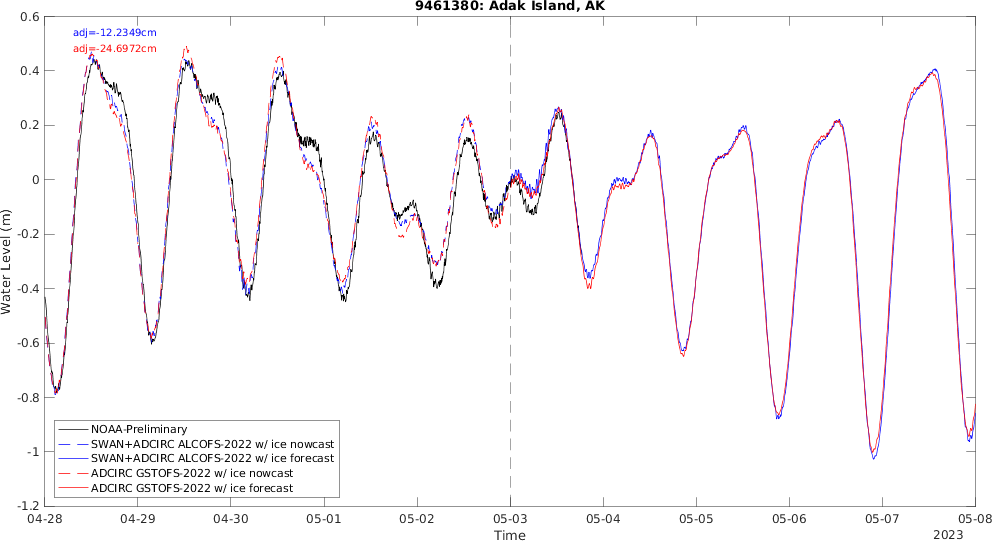 9461380: Adak Island, AK
adj=-12.2349cm
adj=-24.6972cm
0.6
0.4
0.2
0
-0.2
-0.4
-0.6
-0.8
-1
-1.2
Water Level (m)
NOAA-Preliminary
SWAN+ADCIRC ALCOFS-2022 w/ ice nowcast
SWAN+ADCIRC ALCOFS-2022 w/ ice forecast
ADCIRC GSTOFS-2022 w/ ice nowcast
ADCIRC GSTOFS-2022 w/ ice forecast
04-28 04-29 04-30 05-01 05-02 05-03 05-04 05-05 05-06 05-07 05-08
Time
2023